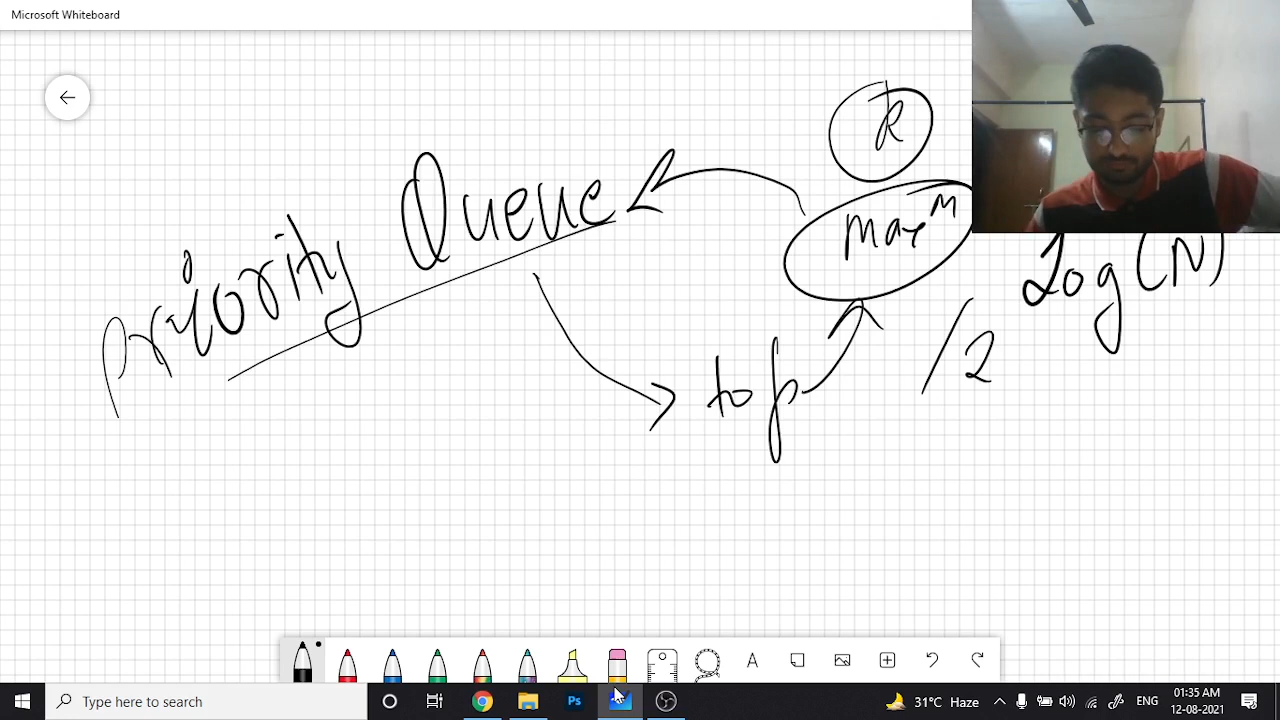 Microsoft Whiteboard
k
Priority Queue
maxᵐ
Log(N)
top
/2
A
Type here to search
Ps
31°C Haze
ENG
01:35 AM
12-08-2021